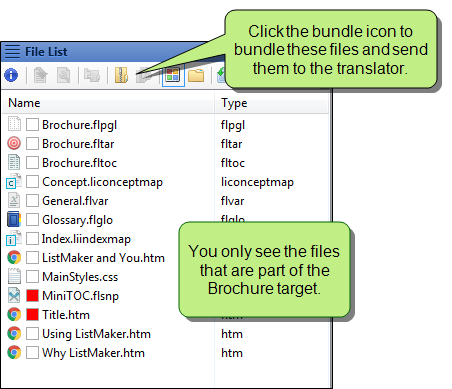 Click the bundle icon to
bundle these files and send
them to the translator.
File List
Name Type
Brochure.flpgl flpgl
Brochure.fltar fltar
Brochure.fltoc fltoc
Concept.liconceptmap liconceptmap
General.flvar flvar
Glossary.flglo flglo
Index.liindexmap
ListMaker and You.htm
MainStyles.css
MiniTOC.flsnp
Title.htm
Using ListMaker.htm htm
Why ListMaker.htm htm
You only see the files
that are part of the
Brochure target.